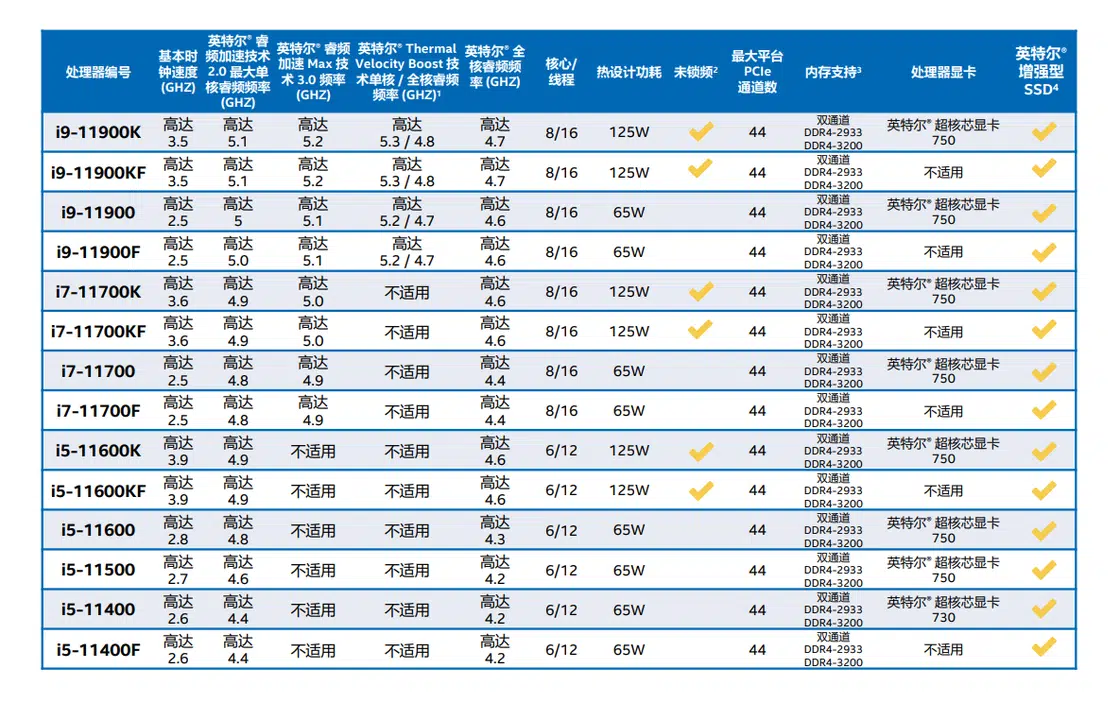 处理器编号
基本时
钟速度
(GHZ)
英特尔® 睿
频加速技术
2.0 最大单
核睿频频率
(GHZ)
英特尔® 睿频
加速 Max 技
术 3.0 频率
(GHZ)
英特尔® Thermal
Velocity Boost 技
术单核 / 全核睿频
频率 (GHZ)¹
英特尔® 全
核睿频频
率 (GHZ)
核心/
线程
热设计功耗
未锁频²
最大平台
PCIe
通道数
内存支持³
处理器显卡
英特尔®
增强型
SSD⁴
i9-11900K
高达
3.5
高达
5.1
高达
5.2
高达
5.3 / 4.8
高达
4.7
8/16
125W
44
双通道
DDR4-2933
DDR4-3200
英特尔® 超核芯显卡
750
i9-11900KF
高达
3.5
高达
5.1
高达
5.2
高达
5.3 / 4.8
高达
4.7
8/16
125W
44
双通道
DDR4-2933
DDR4-3200
不适用
i9-11900
高达
2.5
高达
5
高达
5.1
高达
5.2 / 4.7
高达
4.6
8/16
65W
44
双通道
DDR4-2933
DDR4-3200
英特尔® 超核芯显卡
750
i9-11900F
高达
2.5
高达
5.0
高达
5.1
高达
5.2 / 4.7
高达
4.6
8/16
65W
44
双通道
DDR4-2933
DDR4-3200
不适用
i7-11700K
高达
3.6
高达
4.9
高达
5.0
不适用
高达
4.6
8/16
125W
44
双通道
DDR4-2933
DDR4-3200
英特尔® 超核芯显卡
750
i7-11700KF
高达
3.6
高达
4.9
高达
5.0
不适用
高达
4.6
8/16
125W
44
双通道
DDR4-2933
DDR4-3200
不适用
i7-11700
高达
2.5
高达
4.8
高达
4.9
不适用
高达
4.4
8/16
65W
44
双通道
DDR4-2933
DDR4-3200
英特尔® 超核芯显卡
750
i7-11700F
高达
2.5
高达
4.8
高达
4.9
不适用
高达
4.4
8/16
65W
44
双通道
DDR4-2933
DDR4-3200
不适用
i5-11600K
高达
3.9
高达
4.9
不适用
不适用
高达
4.6
6/12
125W
44
双通道
DDR4-2933
DDR4-3200
英特尔® 超核芯显卡
750
i5-11600KF
高达
3.9
高达
4.9
不适用
不适用
高达
4.6
6/12
125W
44
双通道
DDR4-2933
DDR4-3200
不适用
i5-11600
高达
2.8
高达
4.8
不适用
不适用
高达
4.3
6/12
65W
44
双通道
DDR4-2933
DDR4-3200
英特尔® 超核芯显卡
750
i5-11500
高达
2.7
高达
4.6
不适用
不适用
高达
4.2
6/12
65W
44
双通道
DDR4-2933
DDR4-3200
英特尔® 超核芯显卡
750
i5-11400
高达
2.6
高达
4.4
不适用
不适用
高达
4.2
6/12
65W
44
双通道
DDR4-2933
DDR4-3200
英特尔® 超核芯显卡
730
i5-11400F
高达
2.6
高达
4.4
不适用
不适用
高达
4.2
6/12
65W
44
双通道
DDR4-2933
DDR4-3200
不适用